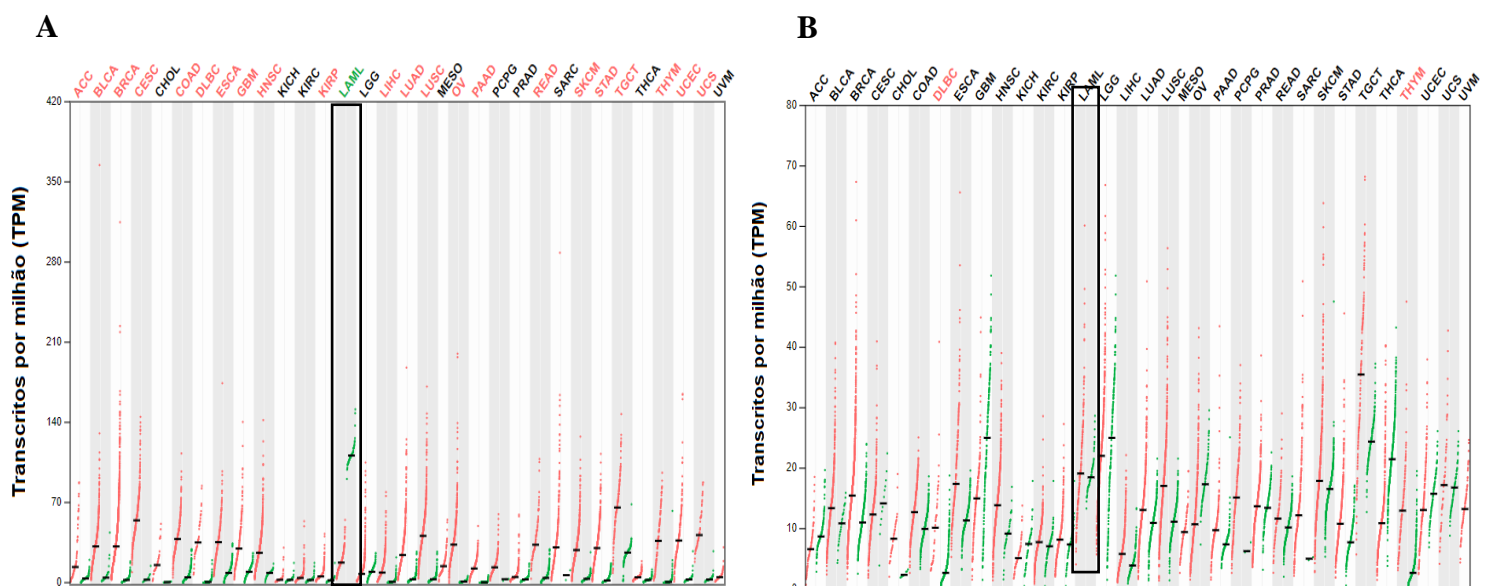 A
B
ACC BLCA BRCA CESC CHOL COAD DLBC ESCA GBM HNSC KICH KIRC KIRP LAML LGG LIHC LUAD LUSC MESO OV PAAD PCPG PRAD READ SARC SKCM STAD TGCT THCA THYM UCEC UCS UVM
420
350
280
210
140
70
0
Transcritos por milhão (TPM)
ACC BLCA BRCA CESC CHOL COAD DLBC ESCA GBM HNSC KICH KIRC KIRP LAML LGG LIHC LUAD LUSC MESO OV PAAD PCPG PRAD READ SARC SKCM STAD TGCT THCA THYM UCEC UCS UVM
80
70
60
50
40
30
20
10
Transcritos por milhão (TPM)